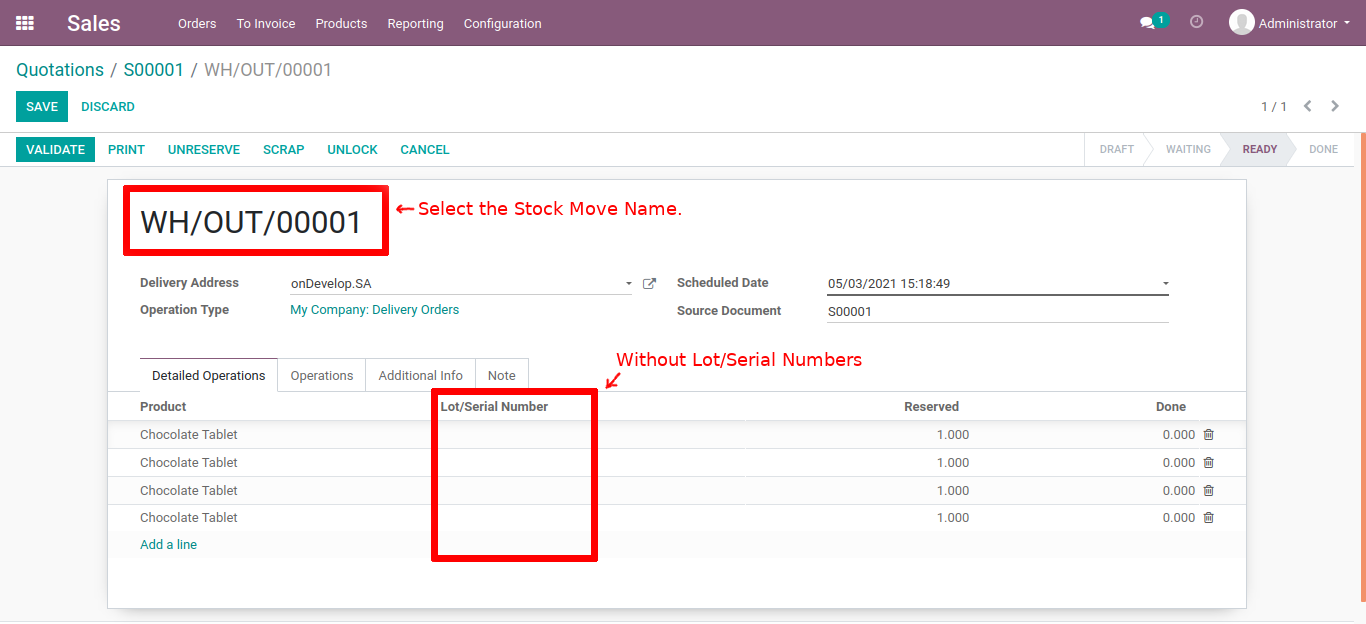 Sales Orders To Invoice Products Reporting Configuration 1 Administrator
Quotations / S00001 / WH/OUT/00001
SAVE DISCARD 1 / 1
VALIDATE PRINT UNRESERVE SCRAP UNLOCK CANCEL DRAFT WAITING READY DONE
WH/OUT/00001 Select the Stock Move Name.
Delivery Address onDevelop.SA Scheduled Date 05/03/2021 15:18:49
Operation Type My Company: Delivery Orders Source Document S00001
Without Lot/Serial Numbers
Detailed Operations Operations Additional Info Note
Product Lot/Serial Number Reserved Done
Chocolate Tablet 1.000 0.000
Chocolate Tablet 1.000 0.000
Chocolate Tablet 1.000 0.000
Chocolate Tablet 1.000 0.000
Add a line